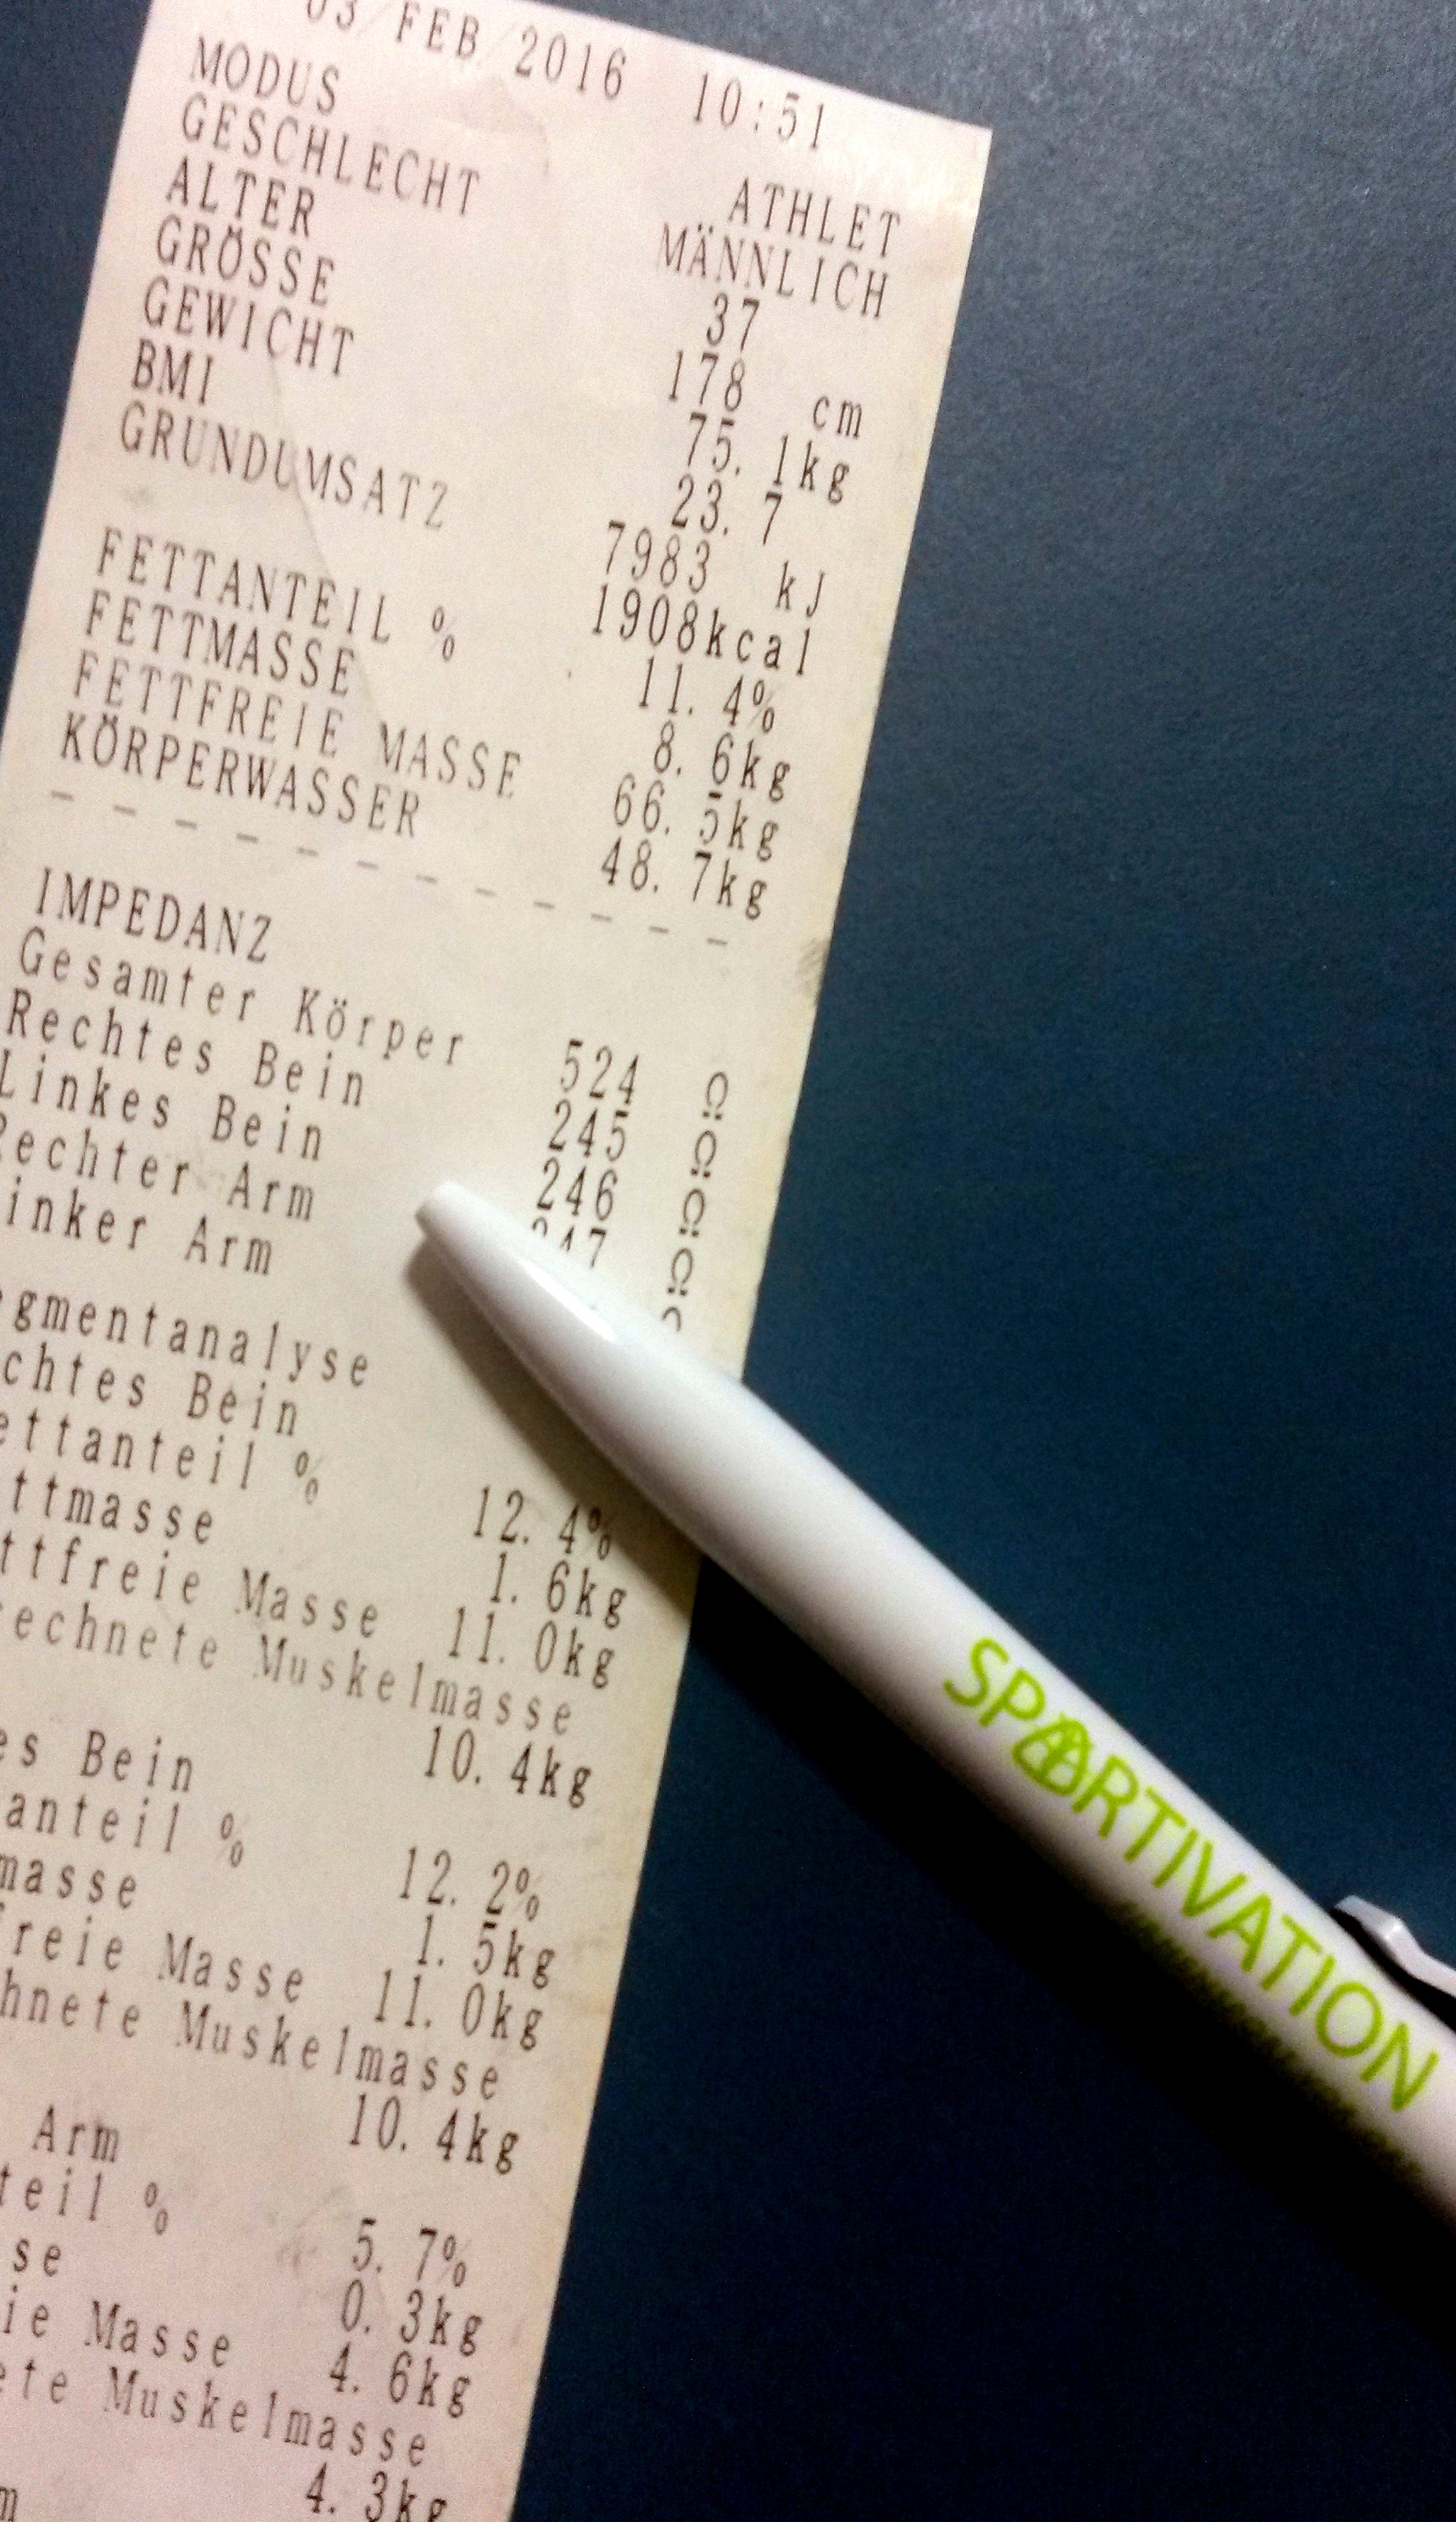 03 FEB 2016 10:51
MODUS ATHLET
GESCHLECHT MÄNNLICH
ALTER 37
GRÖSSE 178 cm
GEWICHT 75.1kg
BMI 23.7
GRUNDUMSATZ 7983 kJ
1908kcal
FETTANTEIL % 11.4%
FETTMASSE 8.6kg
FETTFREIE MASSE 66.5kg
KÖRPERWASSER 48.7kg
IMPEDANZ
Gesamter Körper 524 Ω
Rechtes Bein 245 Ω
Linkes Bein 246 Ω
Rechter Arm 247 Ω
inker Arm
gmentanalyse
chtes Bein
ettanteil % 12.4%
ttmasse 1.6kg
ttfreie Masse 11.0kg
rechnete Muskelmasse
10.4kg
es Bein
anteil % 12.2%
masse 1.5kg
freie Masse 11.0kg
hnete Muskelmasse
10.4kg
Arm
teil % 5.7%
se 0.3kg
ie Masse 4.6kg
ete Muskelmasse
4.3kg
m
SPORTIVATION